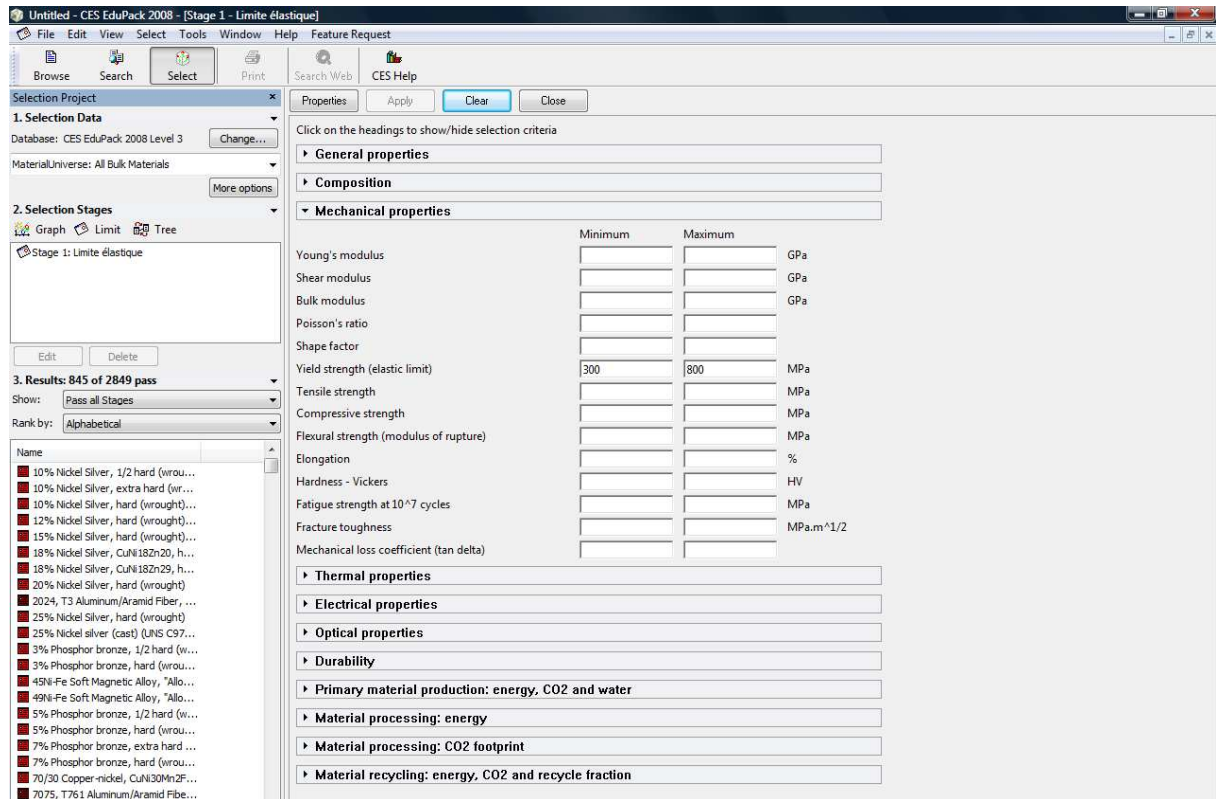 Untitled - CES EduPack 2008 - [Stage 1 - Limite élastique]
File Edit View Select Tools Window Help Feature Request
Browse Search Select Print Search Web CES Help
Selection Project
1. Selection Data
Database: CES EduPack 2008 Level 3 Change...
MaterialUniverse: All Bulk Materials
More options
2. Selection Stages
Graph Limit Tree
Stage 1: Limite élastique
Edit Delete
3. Results: 845 of 2849 pass
Show: Pass all Stages
Rank by: Alphabetical
Name
10% Nickel Silver, 1/2 hard (wrou...
10% Nickel Silver, extra hard (wr...
10% Nickel Silver, hard (wrought)...
12% Nickel Silver, hard (wrought)...
15% Nickel Silver, hard (wrought)...
18% Nickel Silver, CuNi18Zn20, h...
18% Nickel Silver, CuNi18Zn29, h...
20% Nickel Silver, hard (wrought)
2024, T3 Aluminum/Aramid Fiber, ...
25% Nickel Silver, hard (wrought)
25% Nickel silver (cast) (UNS C97...
3% Phosphor bronze, 1/2 hard (w...
3% Phosphor bronze, hard (wrou...
45Ni-Fe Soft Magnetic Alloy, "Allo...
49Ni-Fe Soft Magnetic Alloy, "Allo...
5% Phosphor bronze, 1/2 hard (w...
5% Phosphor bronze, hard (wrou...
7% Phosphor bronze, extra hard ...
7% Phosphor bronze, hard (wrou...
70/30 Copper-nickel, CuNi30Mn2F...
7075, T761 Aluminum/Aramid Fibe...
Properties Apply Clear Close
Click on the headings to show/hide selection criteria
General properties
Composition
Mechanical properties
Minimum Maximum
Young's modulus GPa
Shear modulus GPa
Bulk modulus GPa
Poisson's ratio
Shape factor
Yield strength (elastic limit) 300 800 MPa
Tensile strength MPa
Compressive strength MPa
Flexural strength (modulus of rupture) MPa
Elongation %
Hardness - Vickers HV
Fatigue strength at 10^7 cycles MPa
Fracture toughness MPa.m^1/2
Mechanical loss coefficient (tan delta)
Thermal properties
Electrical properties
Optical properties
Durability
Primary material production: energy, CO2 and water
Material processing: energy
Material processing: CO2 footprint
Material recycling: energy, CO2 and recycle fraction